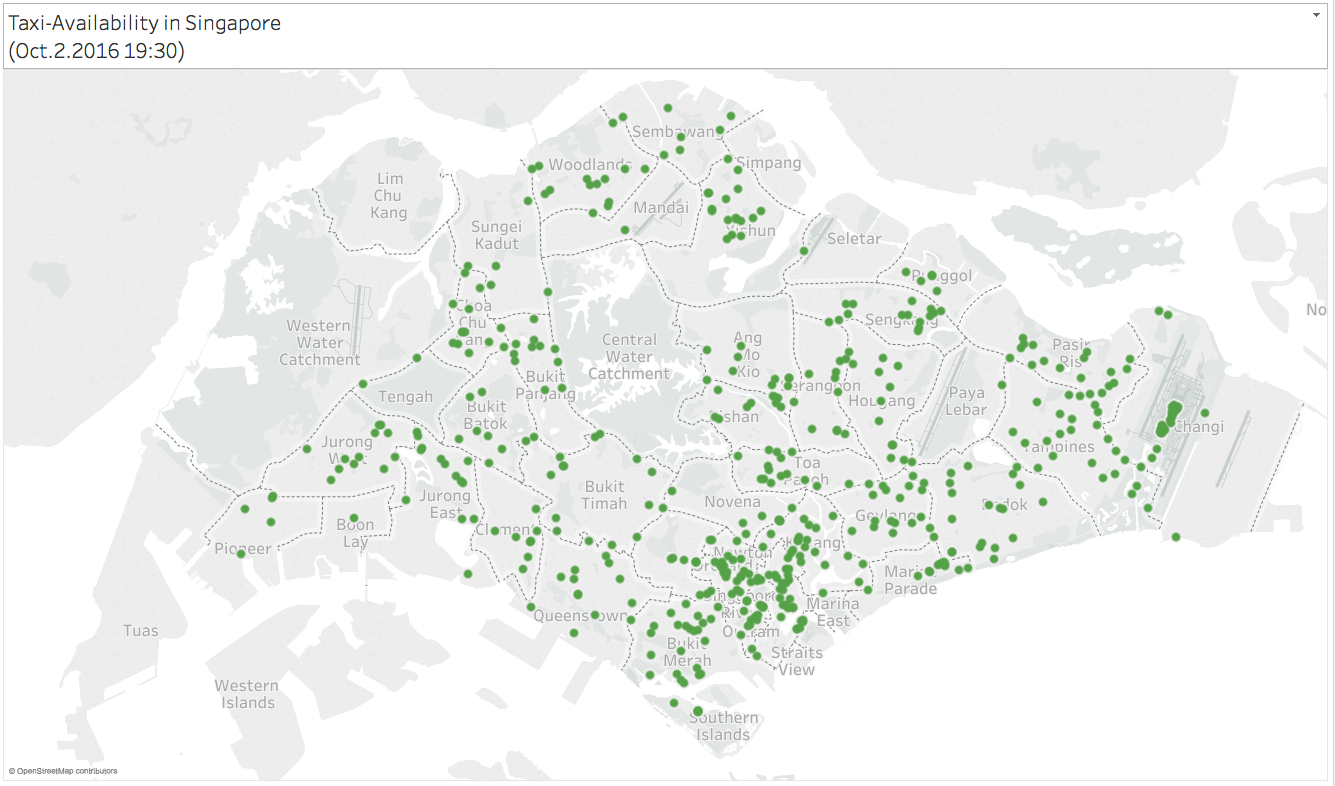 Taxi-Availability in Singapore
(Oct.2.2016 19:30)
Sembawang
Woodlands
Simpang
Lim
Chu
Kang
Mandai
Sungei
Kadut
Yishun
Seletar
Punggol
Choa
Chu
Kang
Western
Water
Catchment
Central
Water
Catchment
Ang
Mo
Kio
Sengkang
Pasir
Ris
Bukit
Panjang
Serangoon
Hougang
Paya
Lebar
Tengah
Bukit
Batok
Bishan
Changi
Jurong
West
Tampines
Toa
Payoh
Jurong
East
Bukit
Timah
Novena
Geylang
Bedok
Boon
Lay
Clementi
Pioneer
Newton
Kallang
Orchard
Marine
Parade
Singapore
River
Marina
East
Queenstown
Outram
Tuas
Bukit
Merah
Straits
View
Western
Islands
Southern
Islands
No
© OpenStreetMap contributors